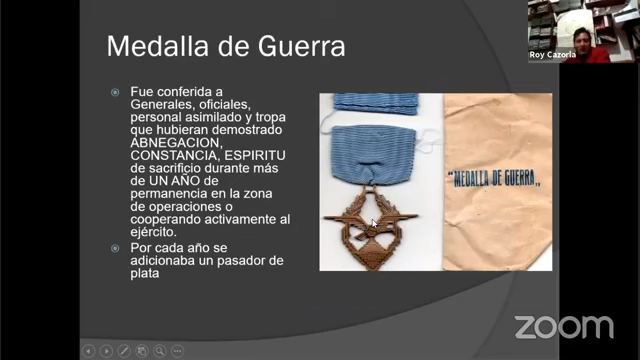 Medalla de Guerra
Roy Cazorla
Fue conferida a
Generales, oficiales,
personal asimilado y tropa
que hubieran demostrado
ABNEGACION,
CONSTANCIA, ESPIRITU
de sacrificio durante más
de UN AÑO de
permanencia en la zona
de operaciones o
cooperando activamente al
ejército.
Por cada año se
adicionaba un pasador de
plata
"MEDALLA DE GUERRA„
zoom